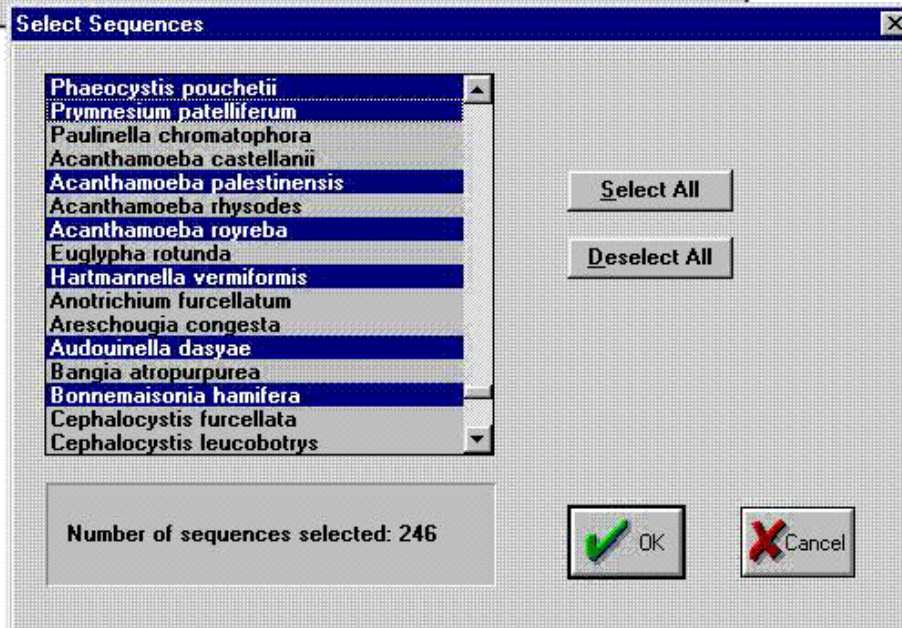 Select Sequences
Phaeocystis pouchetii
Prymnesium patelliferum
Paulinella chromatophora
Acanthamoeba castellanii
Acanthamoeba palestinensis
Acanthamoeba rhysodes
Acanthamoeba royreba
Euglypha rotunda
Hartmannella vermiformis
Anotrichium furcellatum
Areschougia congesta
Audouinella dasyae
Bangia atropurpurea
Bonnemaisonia hamifera
Cephalocystis furcellata
Cephalocystis leucobotrys
Select All
Deselect All
Number of sequences selected: 246
OK
Cancel